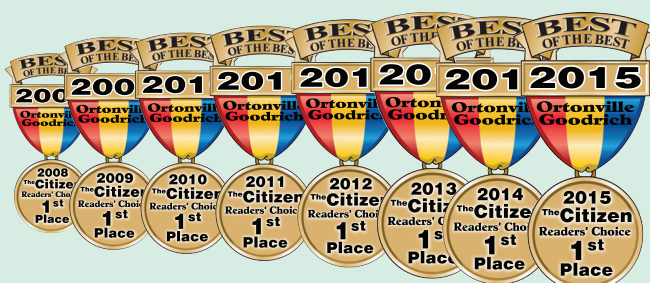 BEST
OF THE BEST
200
Ortonville
Goodrich
2008
The Citizen
Readers' Choice
1st
Place
BEST
OF THE BEST
200
Ortonville
Goodrich
2009
The Citizen
Readers' Choice
1st
Place
BEST
OF THE BEST
201
Ortonville
Goodrich
2010
The Citizen
Readers' Choice
1st
Place
BEST
OF THE BEST
201
Ortonville
Goodrich
2011
The Citizen
Readers' Choice
1st
Place
BEST
OF THE BEST
201
Ortonville
Goodrich
2012
The Citizen
Readers' Choice
1st
Place
BEST
OF THE BEST
20
Ortonville
Goodrich
2013
The Citizen
Readers' Choice
1st
Place
BEST
OF THE BEST
201
Ortonville
Goodrich
2014
The Citizen
Readers' Choice
1st
Place
BEST
OF THE BEST
2015
Ortonville
Goodrich
2015
The Citizen
Readers' Choice
1st
Place